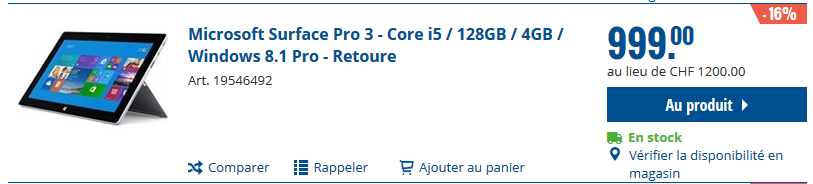 - 16%
Microsoft Surface Pro 3 - Core i5 / 128GB / 4GB /
Windows 8.1 Pro - Retoure
Art. 19546492
999.00
au lieu de CHF 1200.00
Au produit
En stock
Vérifier la disponibilité en
magasin
Comparer
Rappeler
Ajouter au panier